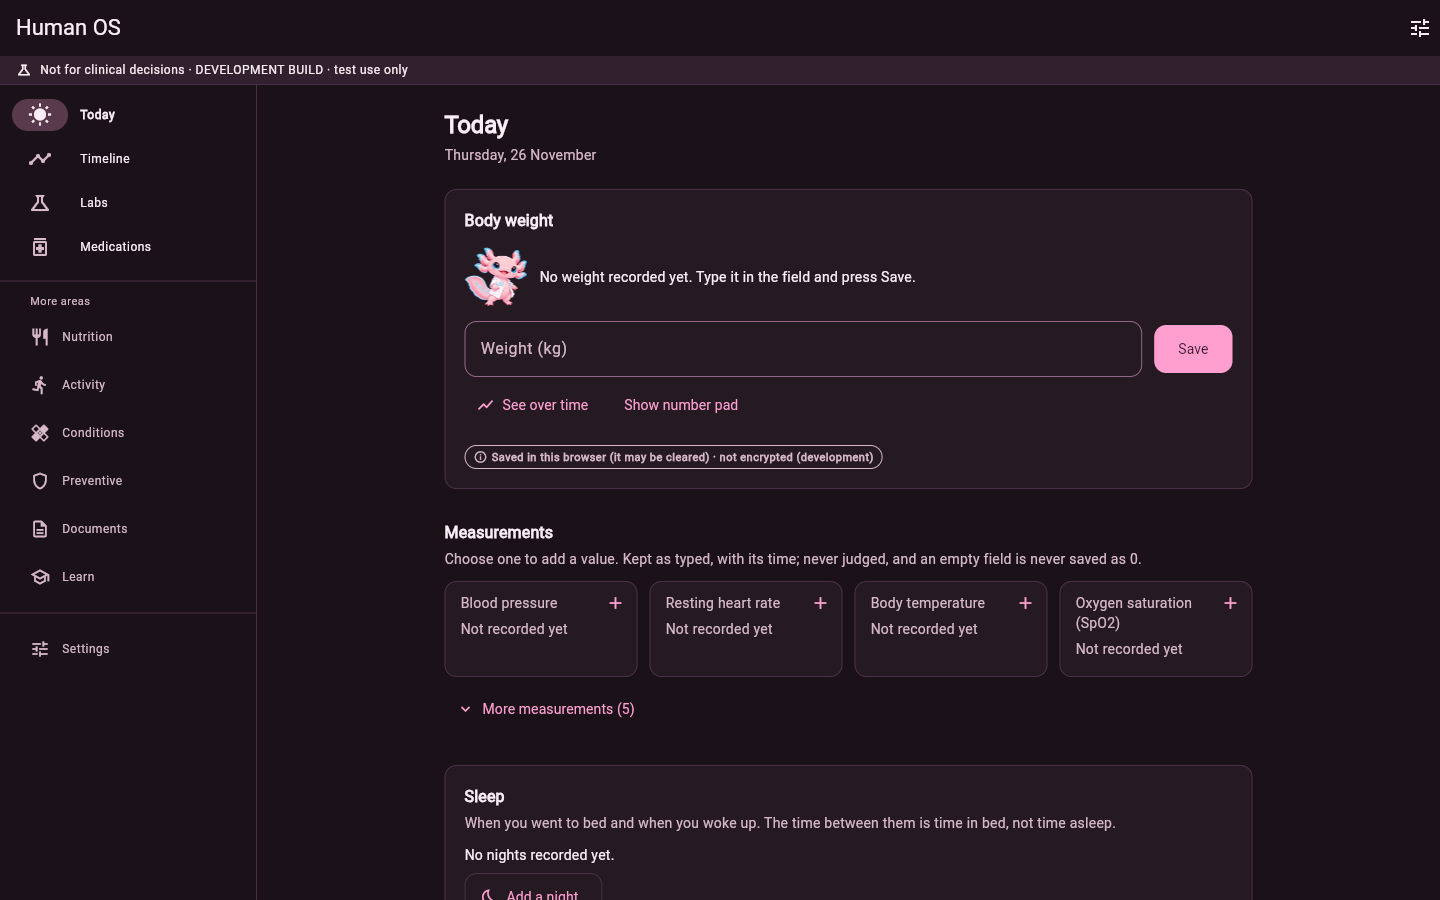 Human OS
Not for clinical decisions · DEVELOPMENT BUILD · test use only
Today
Timeline
Labs
Medications
More areas
Nutrition
Activity
Conditions
Preventive
Documents
Learn
Settings
Today
Thursday, 26 November
Body weight
No weight recorded yet. Type it in the field and press Save.
Weight (kg)
Save
See over time
Show number pad
Saved in this browser (it may be cleared) · not encrypted (development)
Measurements
Choose one to add a value. Kept as typed, with its time; never judged, and an empty field is never saved as 0.
Blood pressure
Not recorded yet
Resting heart rate
Not recorded yet
Body temperature
Not recorded yet
Oxygen saturation
(SpO2)
Not recorded yet
More measurements (5)
Sleep
When you went to bed and when you woke up. The time between them is time in bed, not time asleep.
No nights recorded yet.
Add a night